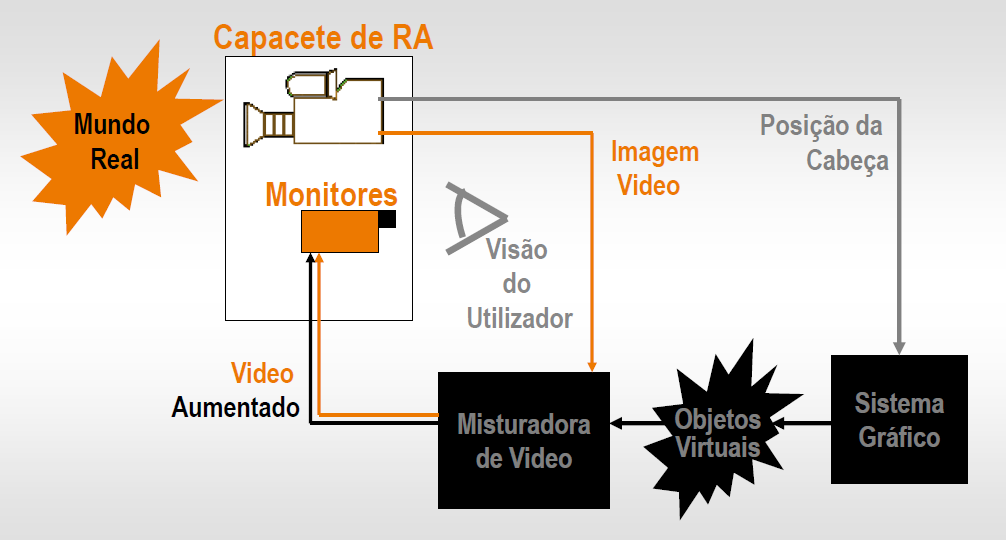 Capacete de RA
Mundo
Real
Posição da
Cabeça
Imagem
Video
Monitores
Visão
do
Utilizador
Video
Aumentado
Misturadora
de Video
Objetos
Virtuais
Sistema
Gráfico